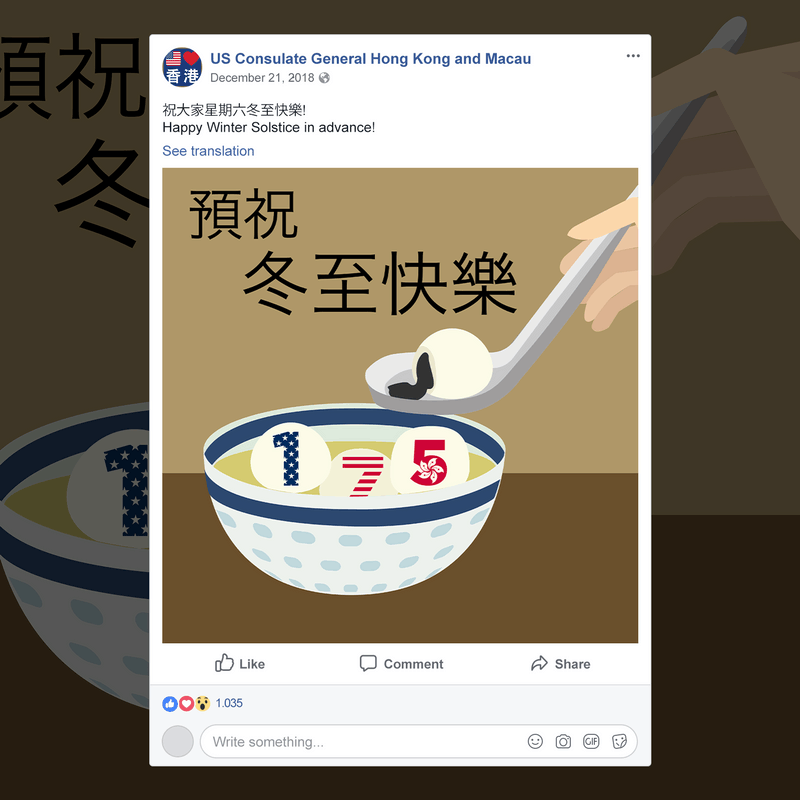 香港
US Consulate General Hong Kong and Macau
December 21, 2018
祝大家星期六冬至快樂!
Happy Winter Solstice in advance!
See translation
預祝
冬至快樂
1 7 5
Like Comment Share
1.035
Write something...
GIF
預祝
冬
1